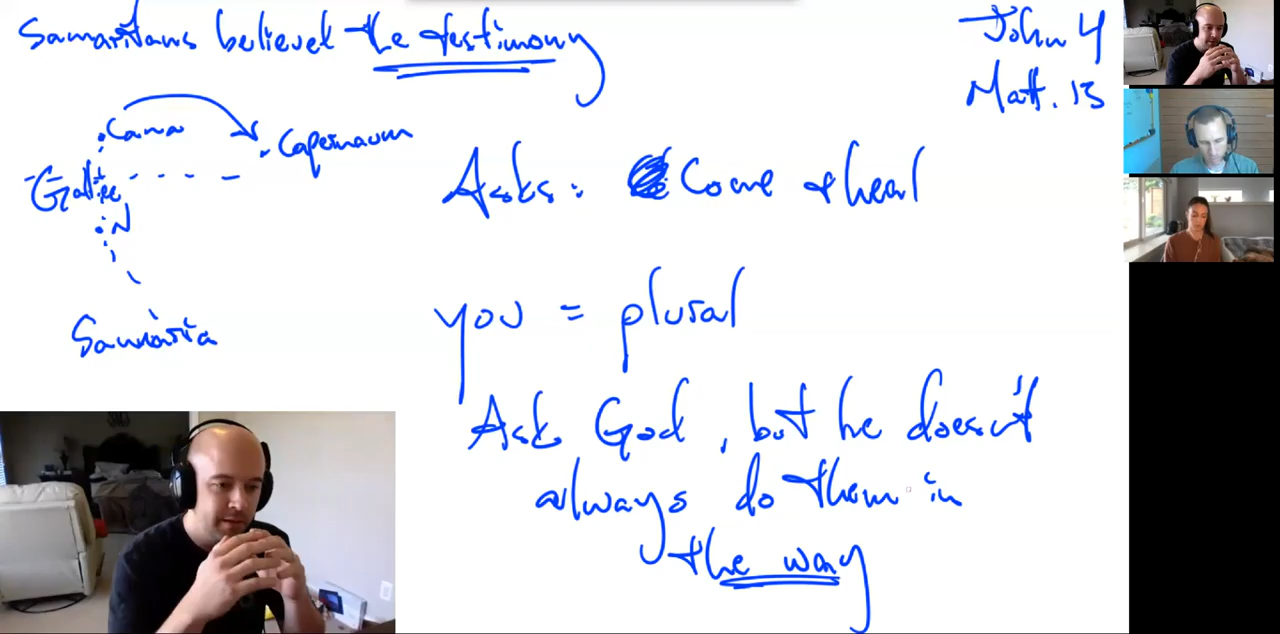 Samaritans believed the testimony
John 4
Matt. 13
Cana
Capernaum
Galilee
N
Samaria
Asks: Come & heal
you = plural
Ask God, but he doesn't
always do them in
the way